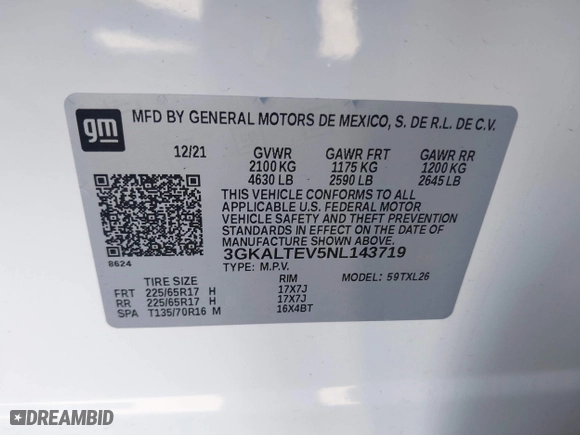 gm
MFD BY GENERAL MOTORS DE MEXICO, S. DE R.L. DE C.V.
12/21 GVWR GAWR FRT GAWR RR
2100 KG 1175 KG 1200 KG
4630 LB 2590 LB 2645 LB
THIS VEHICLE CONFORMS TO ALL
APPLICABLE U.S. FEDERAL MOTOR
VEHICLE SAFETY AND THEFT PREVENTION
STANDARDS IN EFFECT ON THE DATE OF
MANUFACTURE SHOWN ABOVE.
8624 3GKALTEV5NL143719
TYPE: M.P.V. MODEL: 59TXL26
TIRE SIZE RIM
FRT 225/65R17 H 17X7J
RR 225/65R17 H 17X7J
SPA T135/70R16 M 16X4BT
DREAMBID